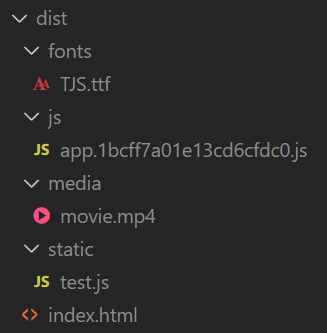 dist
fonts
TJS.ttf
js
app.1bcff7a01e13cd6cfdc0.js
media
movie.mp4
static
test.js
index.html